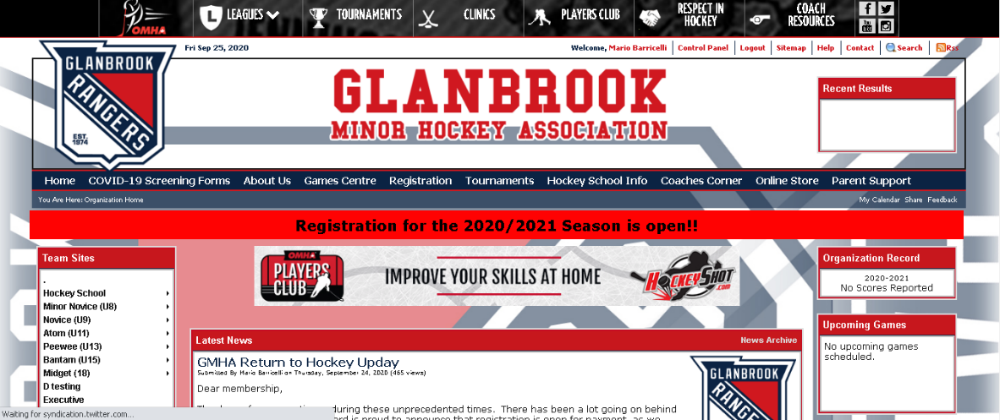 OMHA
L LEAGUES
TOURNAMENTS
CLINICS
PLAYERS CLUB
RESPECT IN
HOCKEY
COACH
RESOURCES
Fri Sep 25, 2020
Welcome, Mario Barricelli Control Panel Logout Sitemap Help Contact Search Rss
GLANBROOK
RANGERS
EST.
1974
GLANBROOK
MINOR HOCKEY ASSOCIATION
Recent Results
Home COVID-19 Screening Forms About Us Games Centre Registration Tournaments Hockey School Info Coaches Corner Online Store Parent Support
You Are Here: Organization Home
My Calendar Share Feedback
Registration for the 2020/2021 Season is open!!
Team Sites
.
Hockey School
Minor Novice (U8)
Novice (U9)
Atom (U11)
Peewee (U13)
Bantam (U15)
Midget (18)
D testing
Executive
OMHA
PLAYERS
CLUB
IMPROVE YOUR SKILLS AT HOME
HOCKEYSHOT
.com
Latest News
News Archive
GMHA Return to Hockey Upday
Submitted By Mario Barricelli on Thursday, September 24, 2020 (465 views)
Dear membership,
during these unprecedented times. There has been a lot going on behind
is proud to announce that registration is open for payment, as we
GLANBROOK
Organization Record
2020-2021
No Scores Reported
Upcoming Games
No upcoming games
scheduled.
Waiting for syndication.twitter.com...